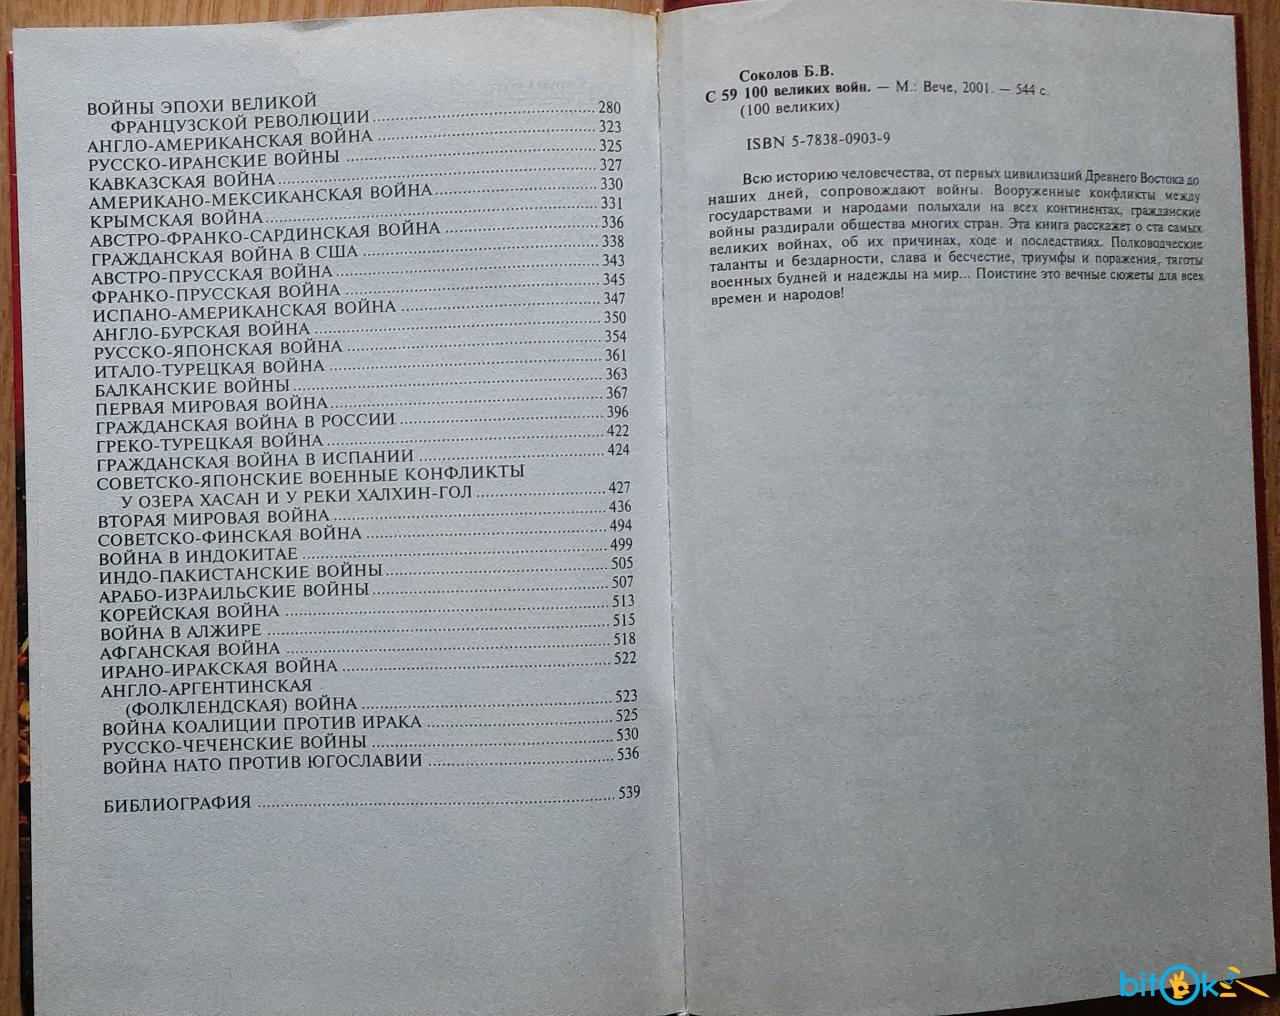 ВОЙНЫ ЭПОХИ ВЕЛИКОЙ
ФРАНЦУЗСКОЙ РЕВОЛЮЦИИ ........ 280
АНГЛО-АМЕРИКАНСКАЯ ВОЙНА ........ 323
РУССКО-ИРАНСКИЕ ВОЙНЫ ........ 325
КАВКАЗСКАЯ ВОЙНА ........ 327
АМЕРИКАНО-МЕКСИКАНСКАЯ ВОЙНА ........ 330
КРЫМСКАЯ ВОЙНА ........ 331
АВСТРО-ФРАНКО-САРДИНСКАЯ ВОЙНА ........ 336
ГРАЖДАНСКАЯ ВОЙНА В США ........ 338
АВСТРО-ПРУССКАЯ ВОЙНА ........ 343
ФРАНКО-ПРУССКАЯ ВОЙНА ........ 345
ИСПАНО-АМЕРИКАНСКАЯ ВОЙНА ........ 347
АНГЛО-БУРСКАЯ ВОЙНА ........ 350
РУССКО-ЯПОНСКАЯ ВОЙНА ........ 354
ИТАЛО-ТУРЕЦКАЯ ВОЙНА ........ 361
БАЛКАНСКИЕ ВОЙНЫ ........ 363
ПЕРВАЯ МИРОВАЯ ВОЙНА ........ 367
ГРАЖДАНСКАЯ ВОЙНА В РОССИИ ........ 396
ГРЕКО-ТУРЕЦКАЯ ВОЙНА ........ 422
ГРАЖДАНСКАЯ ВОЙНА В ИСПАНИИ ........ 424
СОВЕТСКО-ЯПОНСКИЕ ВОЕННЫЕ КОНФЛИКТЫ
У ОЗЕРА ХАСАН И У РЕКИ ХАЛХИН-ГОЛ ........ 427
ВТОРАЯ МИРОВАЯ ВОЙНА ........ 436
СОВЕТСКО-ФИНСКАЯ ВОЙНА ........ 494
ВОЙНА В ИНДОКИТАЕ ........ 499
ИНДО-ПАКИСТАНСКИЕ ВОЙНЫ ........ 505
АРАБО-ИЗРАИЛЬСКИЕ ВОЙНЫ ........ 507
КОРЕЙСКАЯ ВОЙНА ........ 513
ВОЙНА В АЛЖИРЕ ........ 515
АФГАНСКАЯ ВОЙНА ........ 518
ИРАНО-ИРАКСКАЯ ВОЙНА ........ 522
АНГЛО-АРГЕНТИНСКАЯ
(ФОЛКЛЕНДСКАЯ) ВОЙНА ........ 523
ВОЙНА КОАЛИЦИИ ПРОТИВ ИРАКА ........ 525
РУССКО-ЧЕЧЕНСКИЕ ВОЙНЫ ........ 530
ВОЙНА НАТО ПРОТИВ ЮГОСЛАВИИ ........ 536
БИБЛИОГРАФИЯ ........ 539
Соколов Б.В.
С 59 100 великих войн. — М.: Вече, 2001. — 544 с.
(100 великих)
ISBN 5-7838-0903-9
Всю историю человечества, от первых цивилизаций Древнего Востока до
наших дней, сопровождают войны. Вооруженные конфликты между
государствами и народами полыхали на всех континентах, гражданские
войны раздирали общества многих стран. Эта книга расскажет о ста самых
великих войнах, об их причинах, ходе и последствиях. Полководческие
таланты и бездарности, слава и бесчестие, триумфы и поражения, тяготы
военных будней и надежды на мир... Поистине это вечные сюжеты для всех
времен и народов!
bitOk